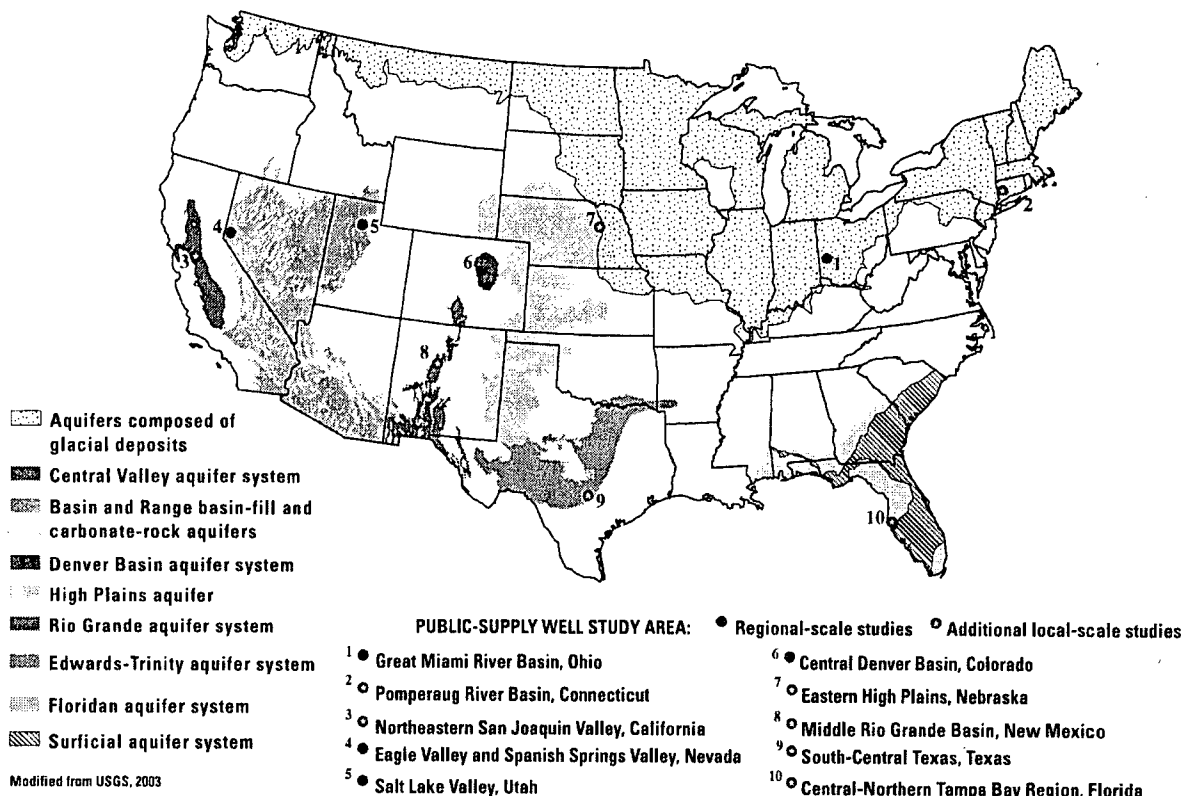 4
5
3
6
7
8
9
10
1
2
Aquifers composed of
glacial deposits
Central Valley aquifer system
Basin and Range basin-fill and
carbonate-rock aquifers
Denver Basin aquifer system
High Plains aquifer
Rio Grande aquifer system
Edwards-Trinity aquifer system
Floridan aquifer system
Surficial aquifer system
Modified from USGS, 2003
PUBLIC-SUPPLY WELL STUDY AREA: Regional-scale studies Additional local-scale studies
1 Great Miami River Basin, Ohio
2 Pomperaug River Basin, Connecticut
3 Northeastern San Joaquin Valley, California
4 Eagle Valley and Spanish Springs Valley, Nevada
5 Salt Lake Valley, Utah
6 Central Denver Basin, Colorado
7 Eastern High Plains, Nebraska
8 Middle Rio Grande Basin, New Mexico
9 South-Central Texas, Texas
10 Central-Northern Tampa Bay Region, Florida